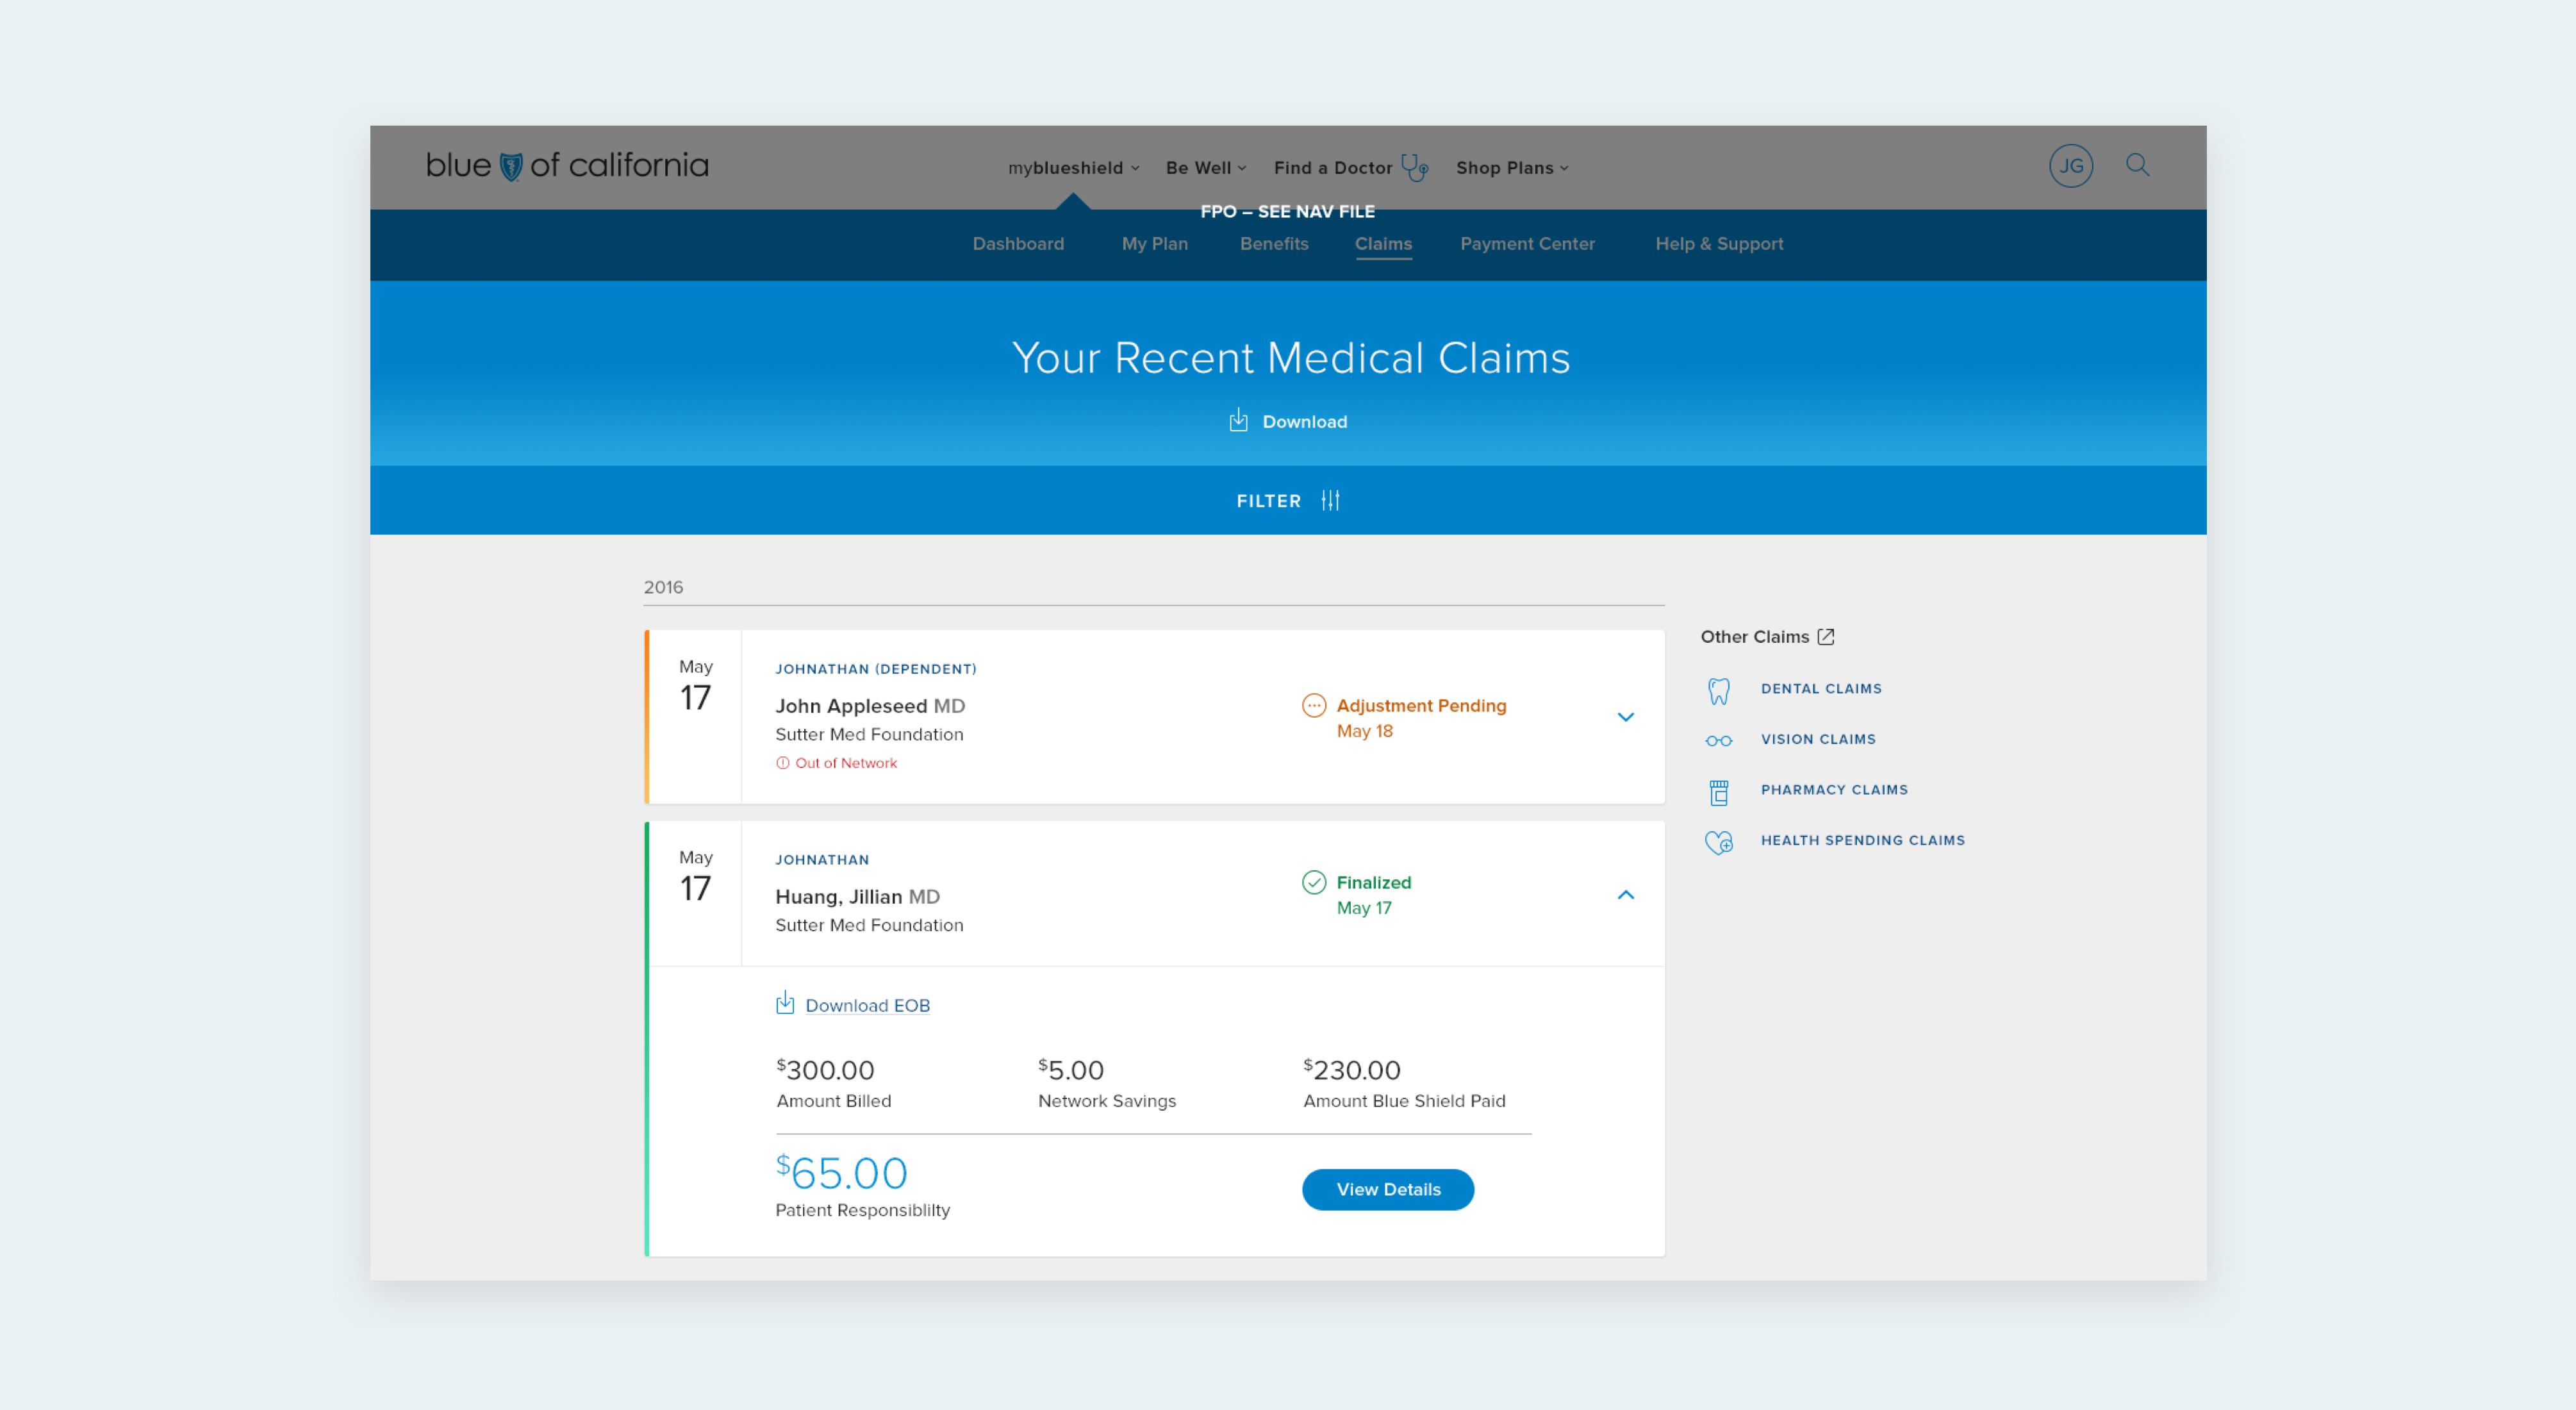 blue of california
myblueshield Be Well Find a Doctor Shop Plans
JG
FPO – SEE NAV FILE
Dashboard My Plan Benefits Claims Payment Center Help & Support
Your Recent Medical Claims
Download
FILTER
2016
May
17
JOHNATHAN (DEPENDENT)
John Appleseed MD
Sutter Med Foundation
Out of Network
Adjustment Pending
May 18
May
17
JOHNATHAN
Huang, Jillian MD
Sutter Med Foundation
Finalized
May 17
Download EOB
$300.00
Amount Billed
$5.00
Network Savings
$230.00
Amount Blue Shield Paid
$65.00
Patient Responsiblilty
View Details
Other Claims
DENTAL CLAIMS
VISION CLAIMS
PHARMACY CLAIMS
HEALTH SPENDING CLAIMS